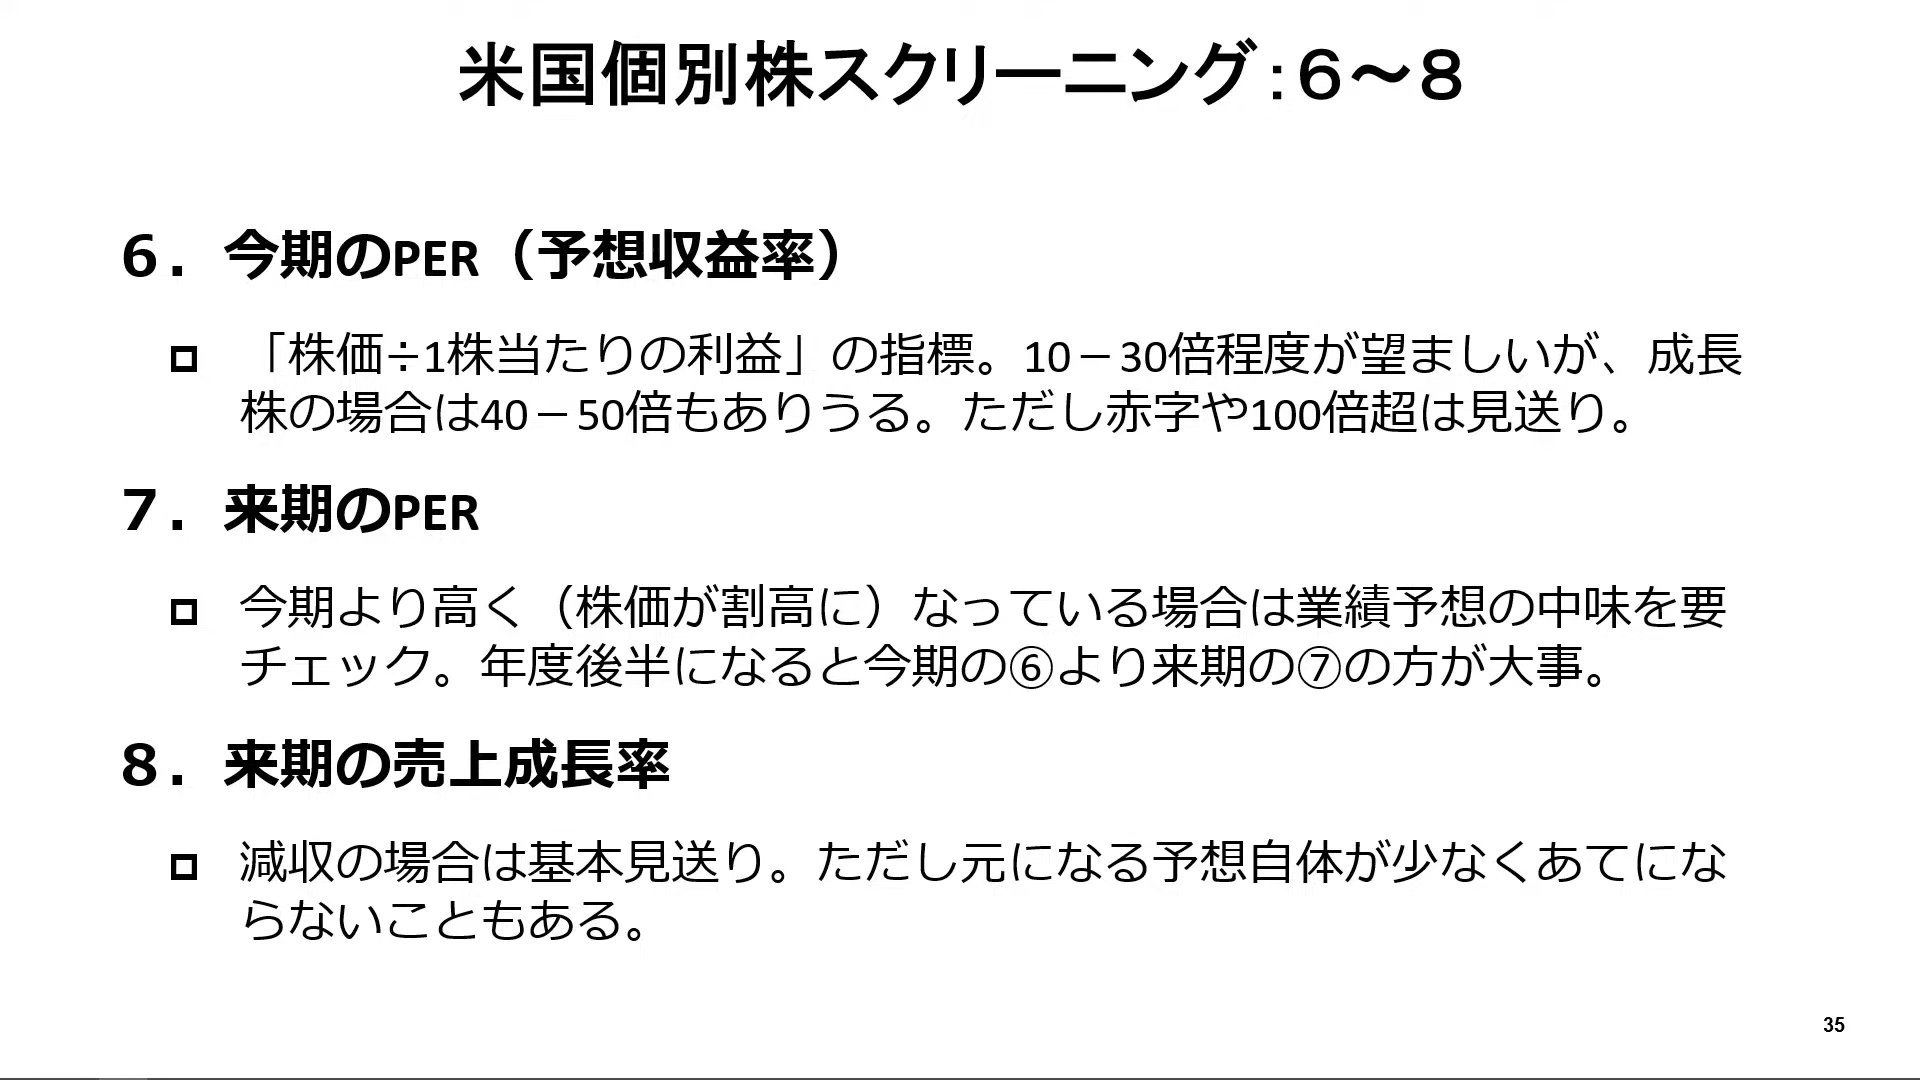 米国個別株スクリーニング：６～８
６．今期のPER（予想収益率）
「株価÷1株当たりの利益」の指標。10－30倍程度が望ましいが、成長
株の場合は40－50倍もありうる。ただし赤字や100倍超は見送り。
７．来期のPER
今期より高く（株価が割高に）なっている場合は業績予想の中味を要
チェック。年度後半になると今期の⑥より来期の⑦の方が大事。
８．来期の売上成長率
減収の場合は基本見送り。ただし元になる予想自体が少なくあてにな
らないこともある。
35